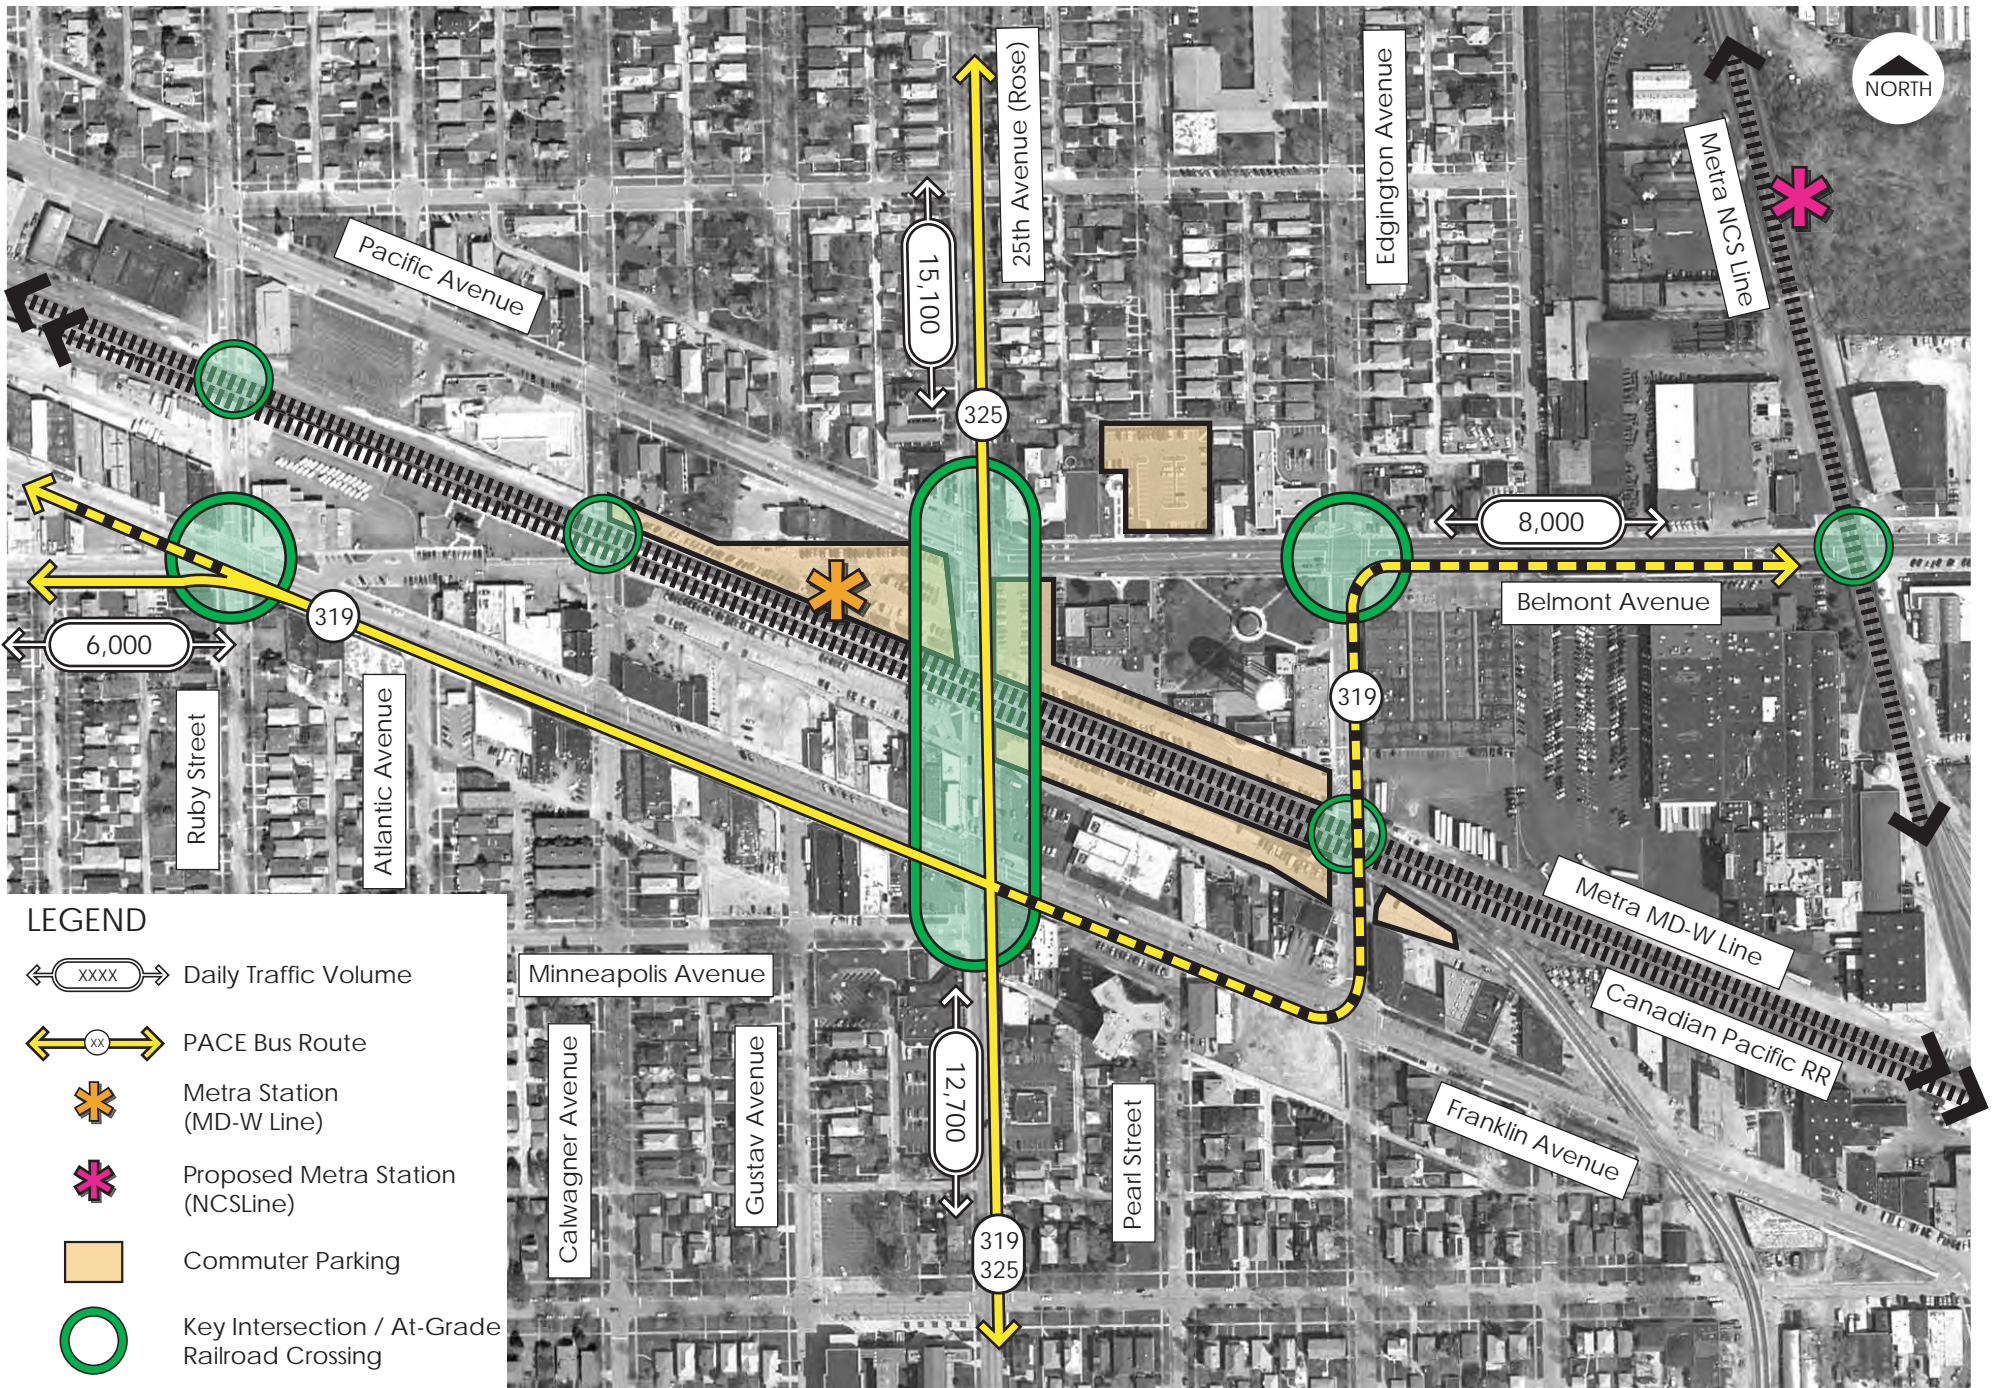 NORTH
25th Avenue (Rose)
Edgington Avenue
Metra NCS Line
Pacific Avenue
15,100
325
8,000
Belmont Avenue
319
6,000
319
Ruby Street
Atlantic Avenue
Metra MD-W Line
Canadian Pacific RR
Minneapolis Avenue
Calwagner Avenue
Gustav Avenue
12,700
Pearl Street
Franklin Avenue
319
325
LEGEND
XXXX
Daily Traffic Volume
XX
PACE Bus Route
Metra Station
(MD-W Line)
Proposed Metra Station
(NCSLine)
Commuter Parking
Key Intersection / At-Grade
Railroad Crossing